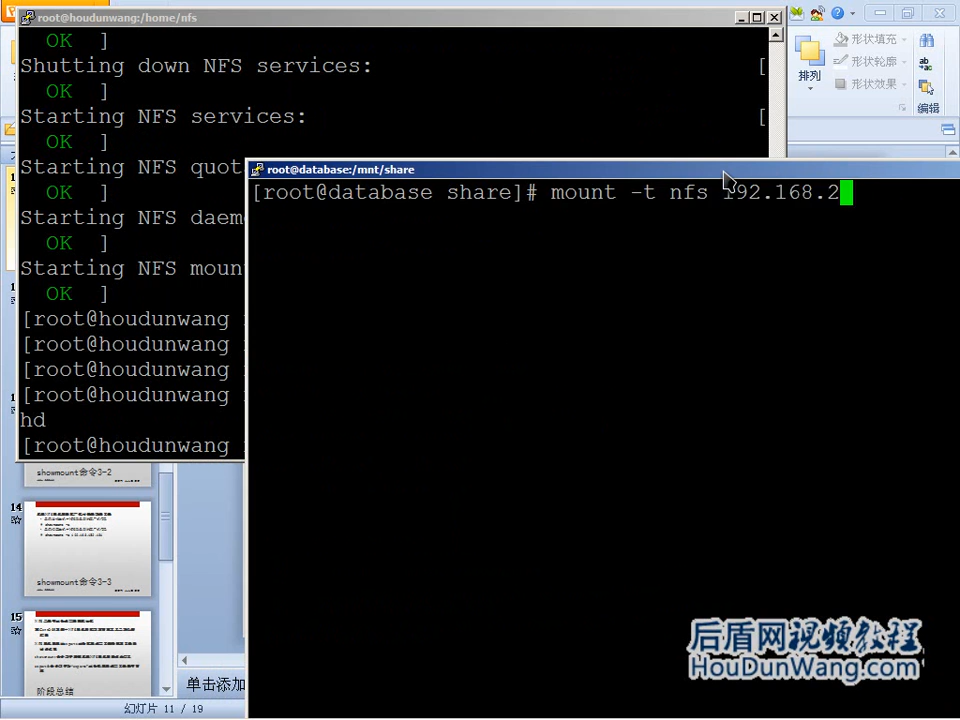 root@houdunwang:/home/nfs
OK ]
Shutting down NFS services: [
OK ]
Starting NFS services: [
OK ]
Starting NFS quot
OK ]
Starting NFS daem
OK ]
Starting NFS moun
OK ]
[root@houdunwang
[root@houdunwang
[root@houdunwang
[root@houdunwang
hd
[root@houdunwang
root@database:/mnt/share
[root@database share]# mount -t nfs 192.168.2
排列
形状填充
形状轮廓
形状效果
编辑
showmount命令3-2
14
showmount命令3-3
15
阶段总结
单击添加
幻灯片 11 / 19
后盾网视频教程
HouDunWang.com